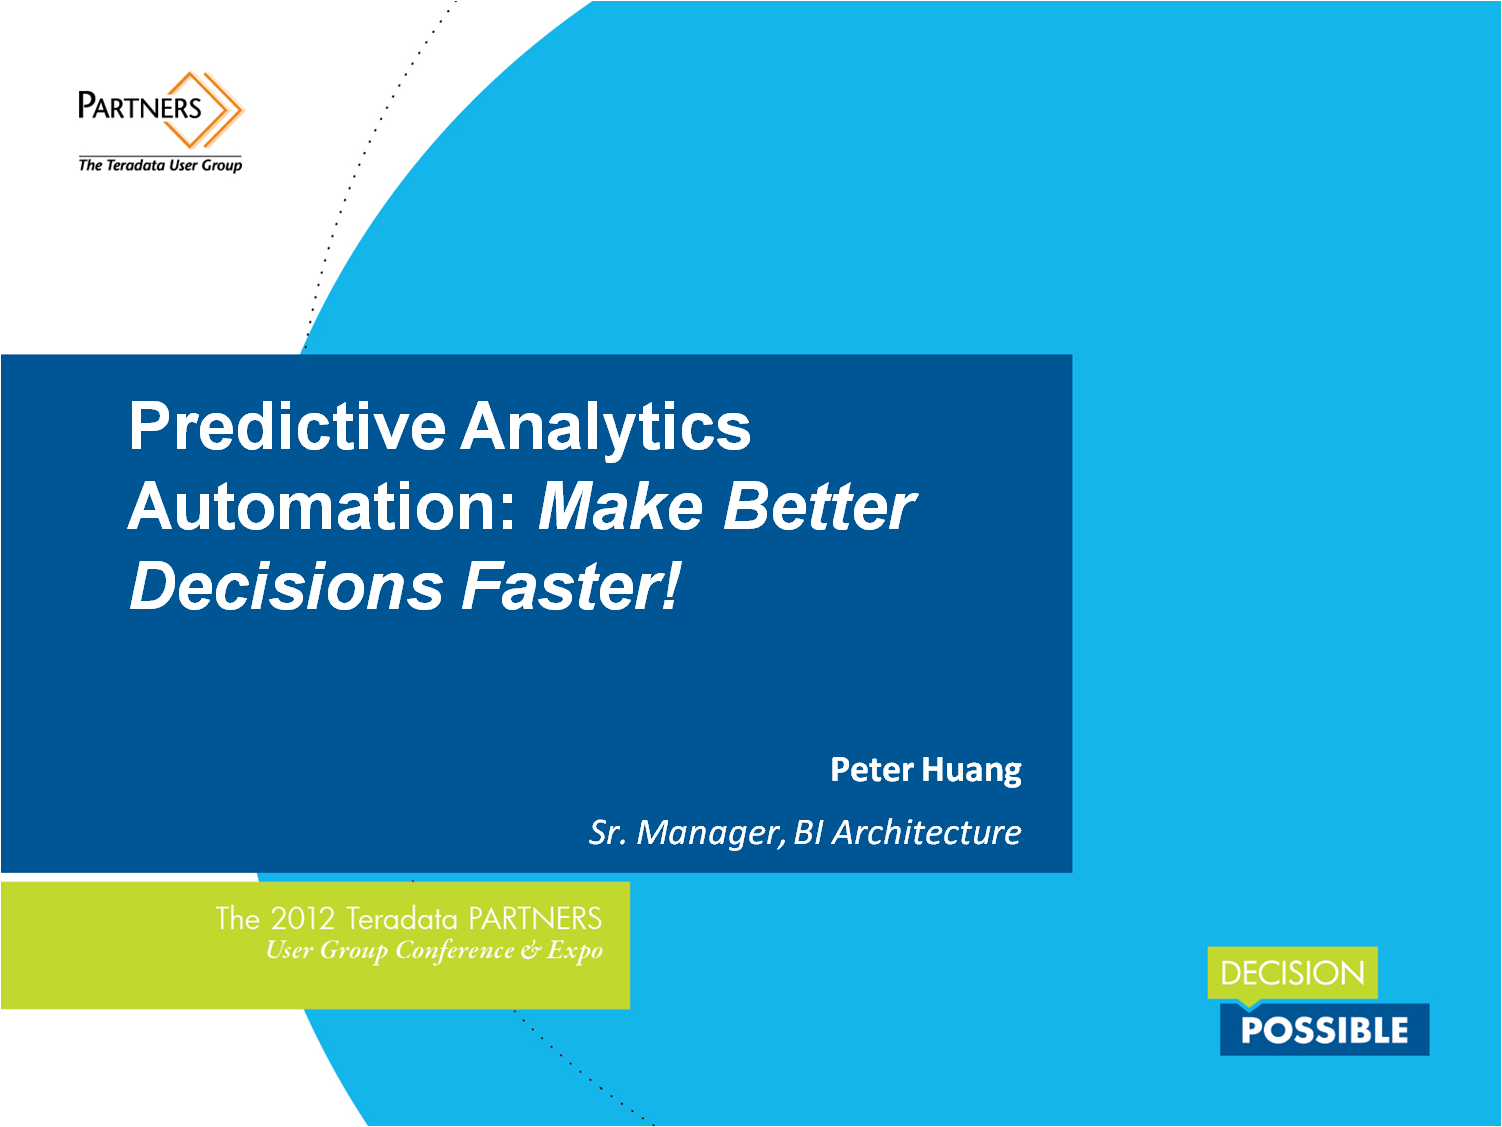 PARTNERS
The Teradata User Group
Predictive Analytics
Automation: Make Better
Decisions Faster!
Peter Huang
Sr. Manager, BI Architecture
The 2012 Teradata PARTNERS
User Group Conference & Expo
DECISION
POSSIBLE